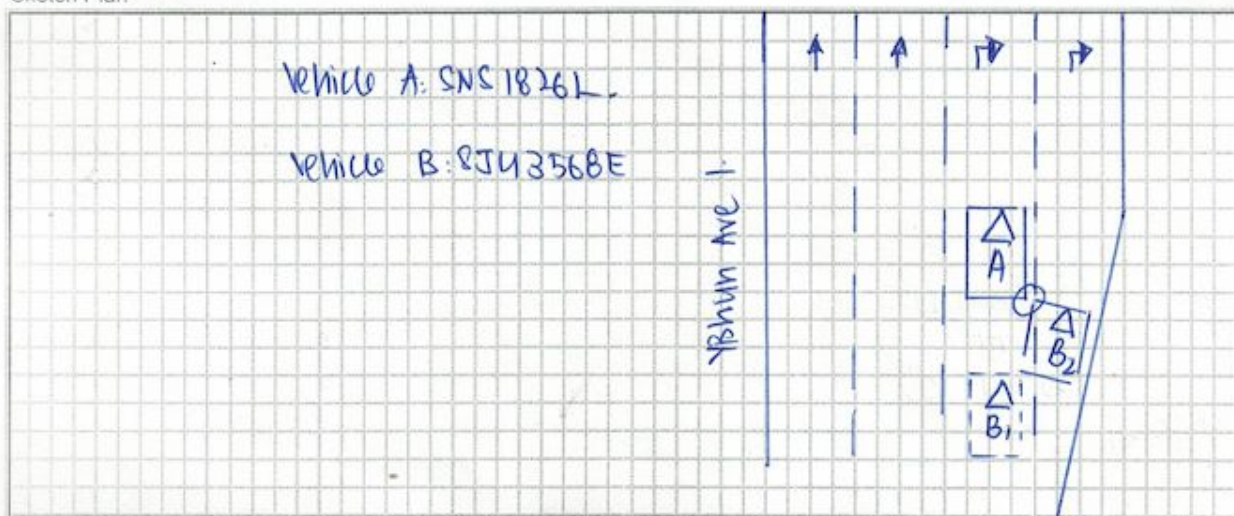 Vehicle A: SNS1826L.
Vehicle B: SJU3568E
Yishun Ave 1.
A
B2
B1